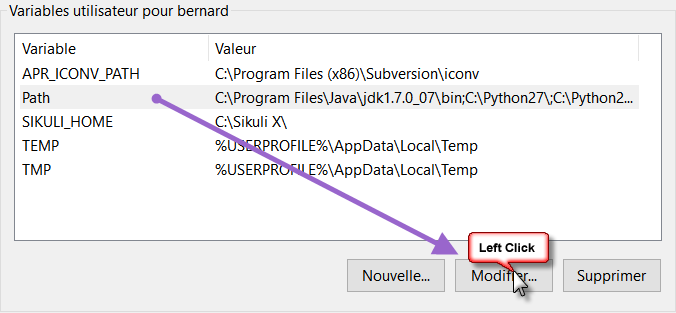 Variables utilisateur pour bernard
Variable Valeur
APR_ICONV_PATH C:\Program Files (x86)\Subversion\iconv
Path C:\Program Files\Java\jdk1.7.0_07\bin;C:\Python27\;C:\Python2...
SIKULI_HOME C:\Sikuli X\
TEMP %USERPROFILE%\AppData\Local\Temp
TMP %USERPROFILE%\AppData\Local\Temp
Left Click
Nouvelle... Modifier... Supprimer